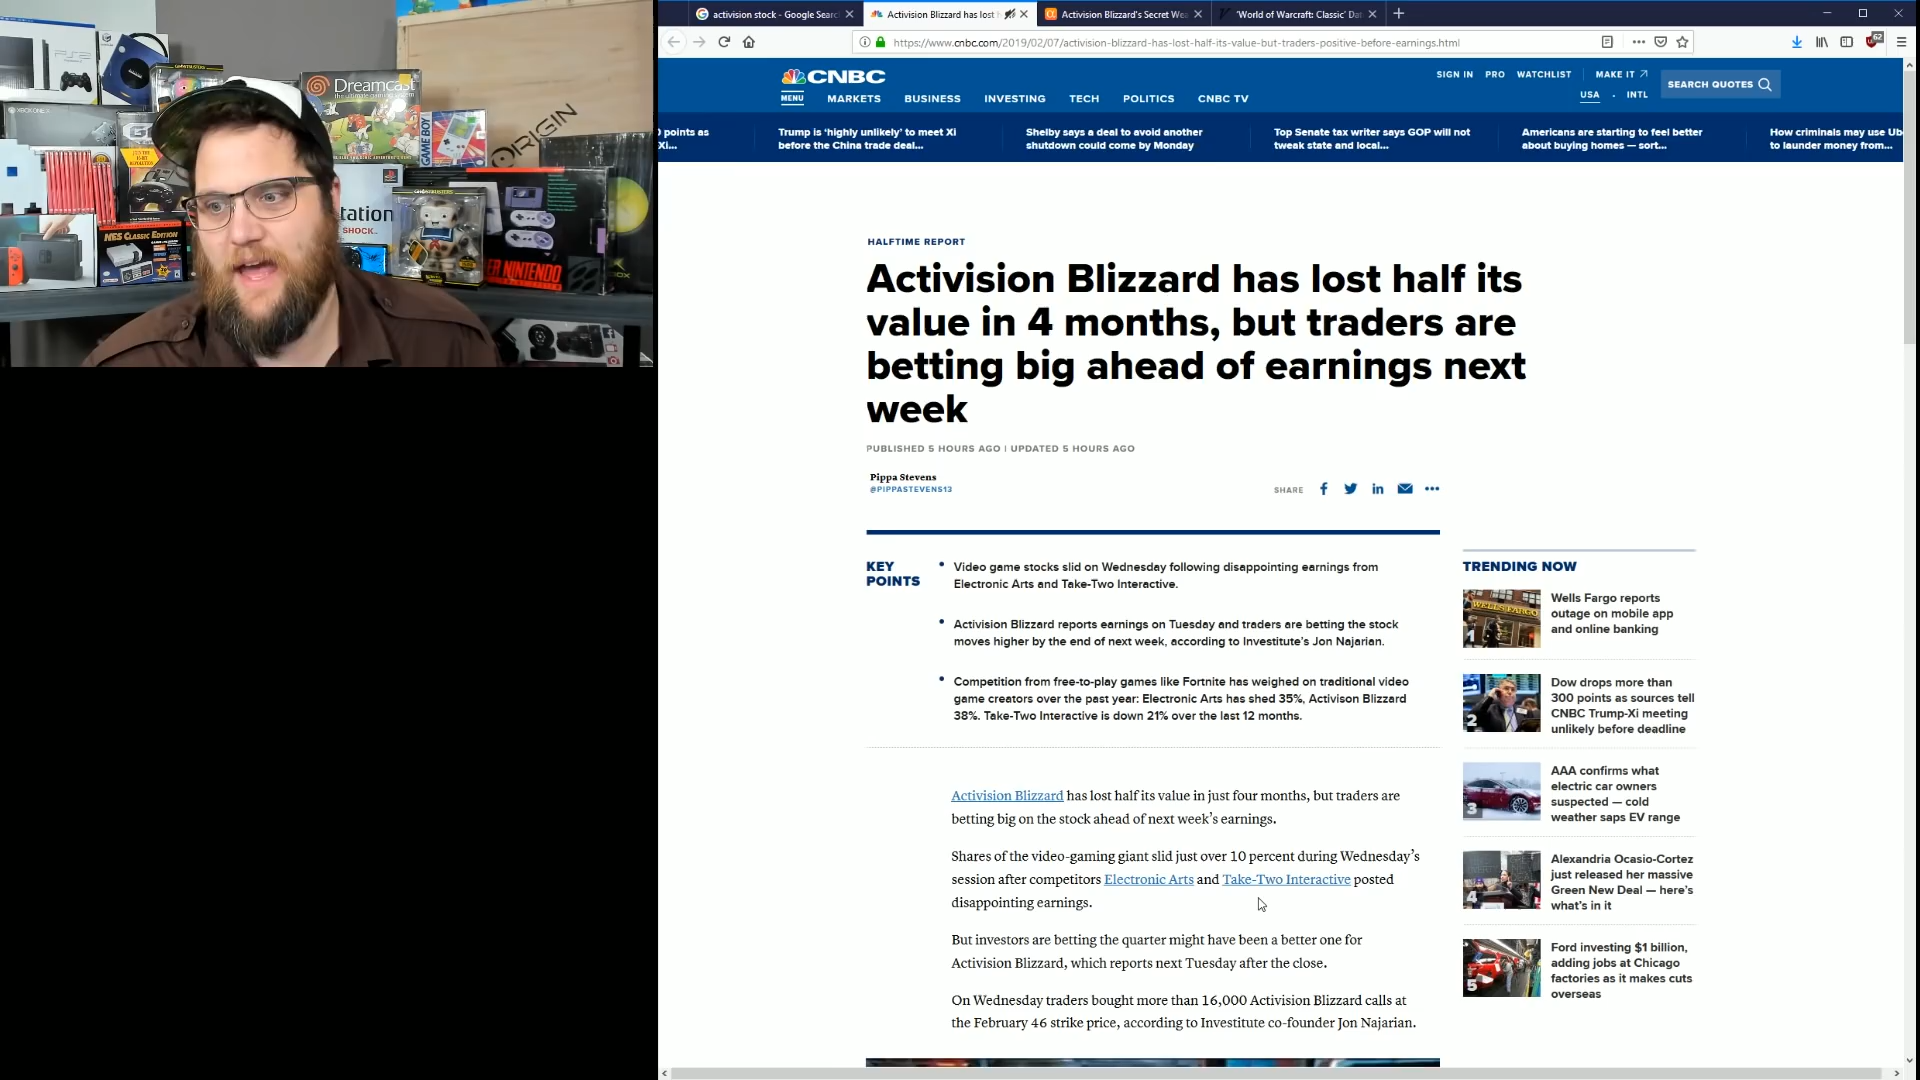 activision stock - Google Searc
Activision Blizzard has lost
Activision Blizzard's Secret We
'World of Warcraft: Classic' Da
https://www.cnbc.com/2019/02/07/activision-blizzard-has-lost-half-its-value-but-traders-positive-before-earnings.html
62
CNBC
SIGN IN PRO WATCHLIST MAKE IT
USA INTL
SEARCH QUOTES
MENU MARKETS BUSINESS INVESTING TECH POLITICS CNBC TV
points as
Xi...
Trump is 'highly unlikely' to meet Xi
before the China trade deal...
Shelby says a deal to avoid another
shutdown could come by Monday
Top Senate tax writer says GOP will not
tweak state and local...
Americans are starting to feel better
about buying homes — sort...
How criminals may use Ub
to launder money from...
HALFTIME REPORT
Activision Blizzard has lost half its
value in 4 months, but traders are
betting big ahead of earnings next
week
PUBLISHED 5 HOURS AGO | UPDATED 5 HOURS AGO
Pippa Stevens
@PIPPASTEVENS13
SHARE
KEY
POINTS
Video game stocks slid on Wednesday following disappointing earnings from
Electronic Arts and Take-Two Interactive.
Activision Blizzard reports earnings on Tuesday and traders are betting the stock
moves higher by the end of next week, according to Investitute's Jon Najarian.
Competition from free-to-play games like Fortnite has weighed on traditional video
game creators over the past year: Electronic Arts has shed 35%, Activison Blizzard
38%. Take-Two Interactive is down 21% over the last 12 months.
Activision Blizzard has lost half its value in just four months, but traders are
betting big on the stock ahead of next week's earnings.
Shares of the video-gaming giant slid just over 10 percent during Wednesday's
session after competitors Electronic Arts and Take-Two Interactive posted
disappointing earnings.
But investors are betting the quarter might have been a better one for
Activision Blizzard, which reports next Tuesday after the close.
On Wednesday traders bought more than 16,000 Activision Blizzard calls at
the February 46 strike price, according to Investitute co-founder Jon Najarian.
TRENDING NOW
WELLS FARGO
1
Wells Fargo reports
outage on mobile app
and online banking
2
Dow drops more than
300 points as sources tell
CNBC Trump-Xi meeting
unlikely before deadline
3
AAA confirms what
electric car owners
suspected — cold
weather saps EV range
4
Alexandria Ocasio-Cortez
just released her massive
Green New Deal — here's
what's in it
5
Ford investing $1 billion,
adding jobs at Chicago
factories as it makes cuts
overseas
PS2
GHOSTBUSTERS
Dreamcast
GAME BOY
ORIGIN
tation
SHOCK..
GHOSTBUSTERS
NES CLASSIC EDITION
ER NINTENDO